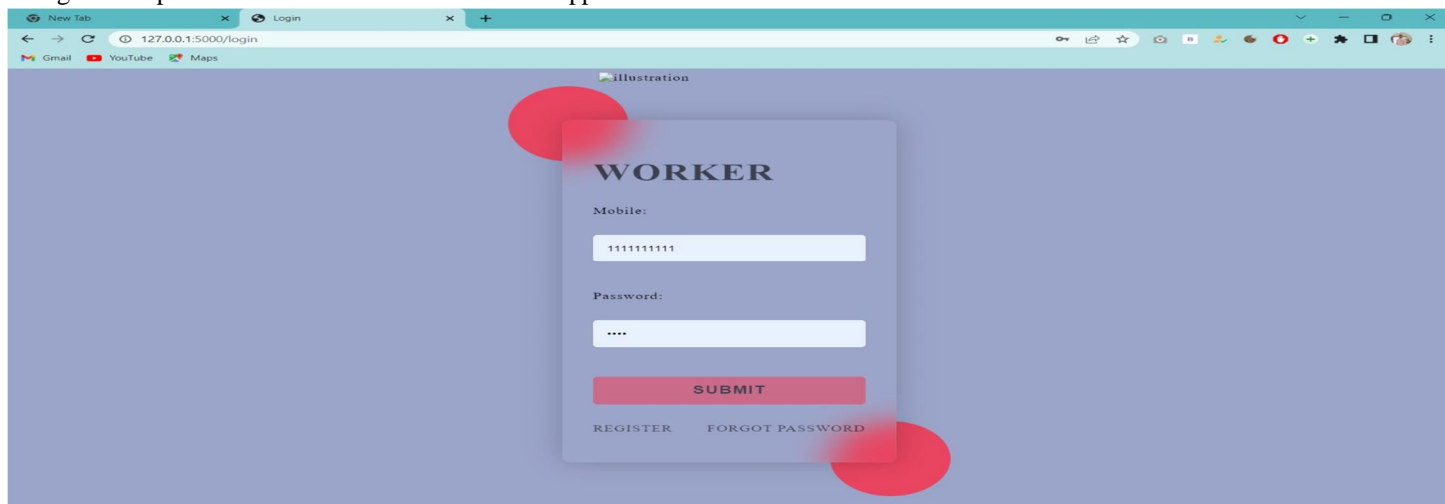 New Tab
Login
127.0.0.1:5000/login
Gmail
YouTube
Maps
illustration
WORKER
Mobile:
1111111111
Password:
....
SUBMIT
REGISTER FORGOT PASSWORD